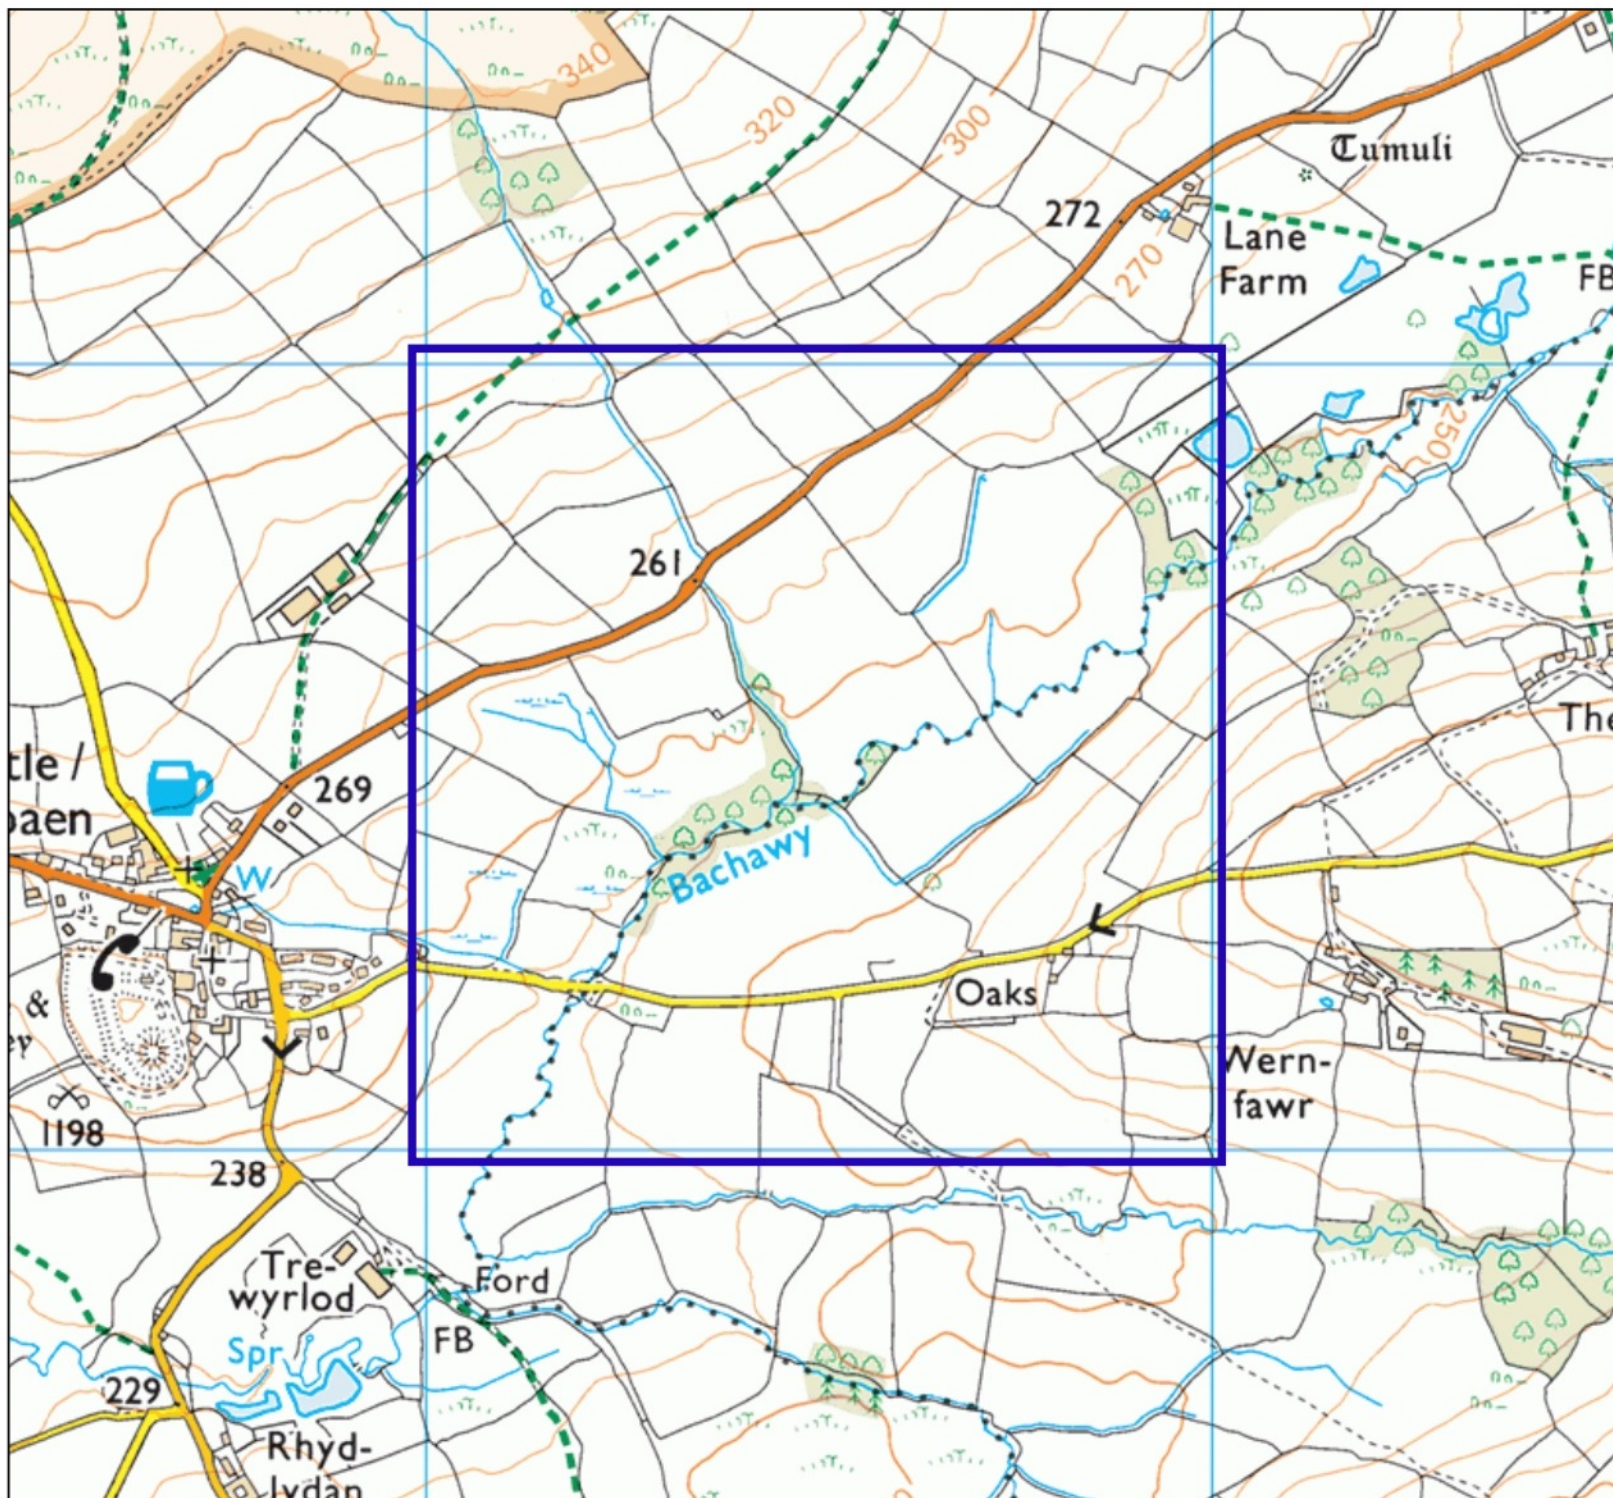 340
320
300
Tumuli
272
Lane
Farm
270
FB
250
261
The
tle /
269
aen
W
Bachawy
Oaks
&
ey
Wern-
fawr
1198
238
Tre-
wyrlod
Ford
FB
Spr
229
Rhyd-
lydan